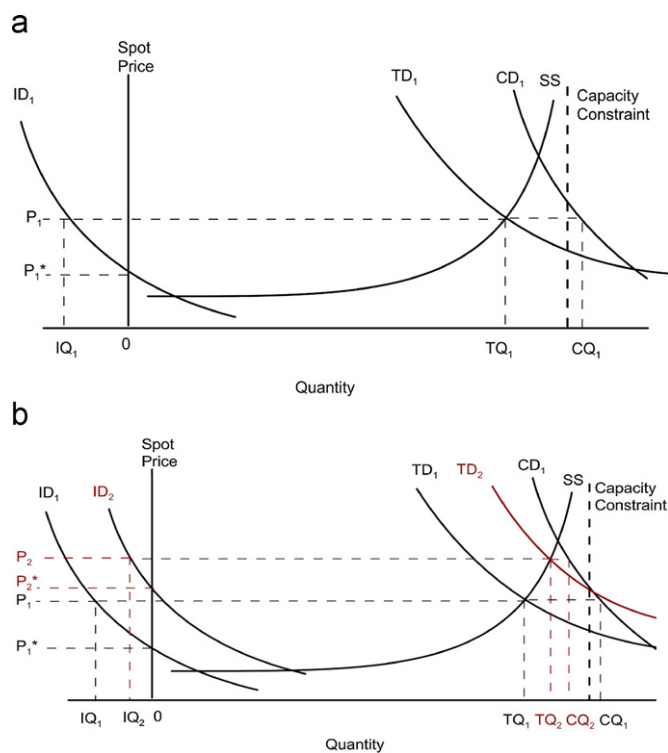 a
Spot
Price
ID₁
TD₁
CD₁
SS
Capacity
Constraint
P₁
P₁*
IQ₁
0
TQ₁
CQ₁
Quantity
b
Spot
Price
ID₁
ID₂
TD₁
TD₂
CD₁
SS
Capacity
Constraint
P₂
P₂*
P₁
P₁*
IQ₁
IQ₂
0
TQ₁
TQ₂
CQ₂
CQ₁
Quantity